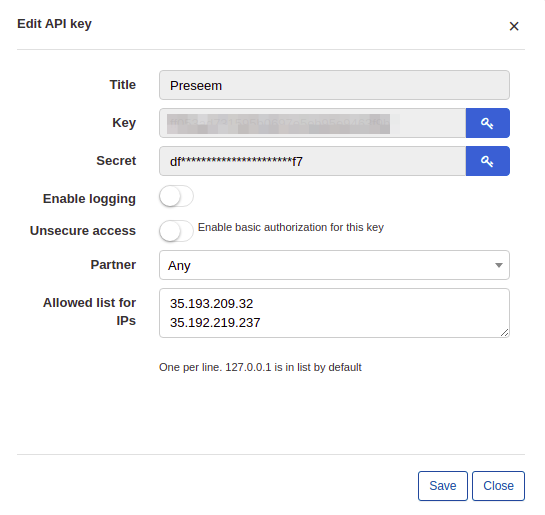 Edit API key
×
Title
Preseem
Key
Secret
df**********************f7
Enable logging
Unsecure access
Enable basic authorization for this key
Partner
Any
Allowed list for
IPs
35.193.209.32
35.192.219.237
One per line. 127.0.0.1 is in list by default
Save
Close